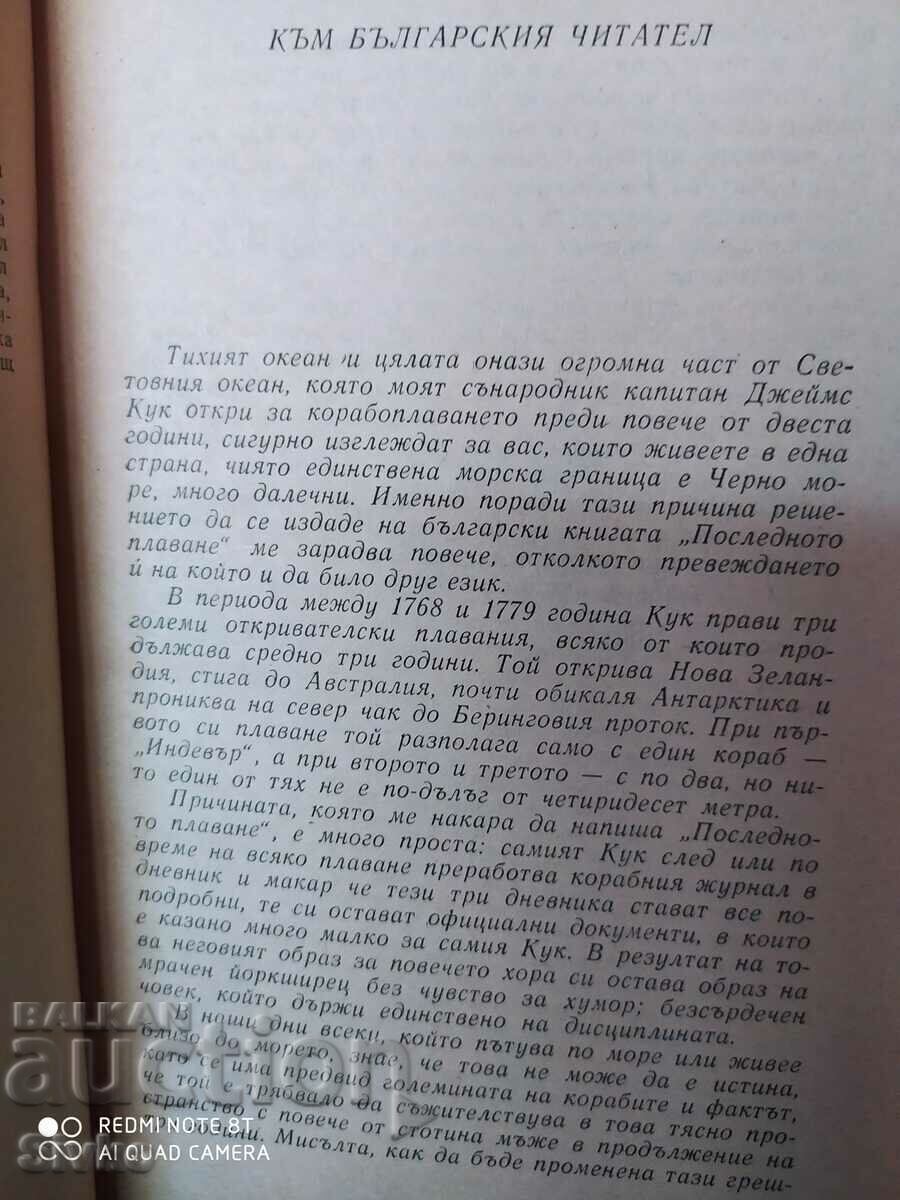 КЪМ БЪЛГАРСКИЯ ЧИТАТЕЛ
Тихият океан и цялата онази огромна част от Све-
товния океан, която моят сънародник капитан Джеймс
Кук откри за корабоплаването преди повече от двеста
години, сигурно изглеждат за вас, които живеете в една
страна, чиято единствена морска граница е Черно мо-
ре, много далечни. Именно поради тази причина реше-
нието да се издаде на български книгата „Последното
плаване“ ме зарадва повече, отколкото превеждането
ѝ на който и да било друг език.
В периода между 1768 и 1779 година Кук прави три
големи откривателски плавания, всяко от които про-
дължава средно три години. Той открива Нова Зелан-
дия, стига до Австралия, почти обикаля Антарктика и
прониква на север чак до Беринговия проток. При пър-
вото си плаване той разполага само с един кораб —
„Индевър“, а при второто и третото — с по два, но ни-
то един от тях не е по-дълъг от четиридесет метра.
Причината, която ме накара да напиша „Последно-
то плаване“, е много проста: самият Кук след или по
време на всяко плаване преработва корабния журнал в
дневник и макар че тези три дневника стават все по-
подробни, те си остават официални документи, в които
е казано много малко за самия Кук. В резултат на то-
ва неговият образ за повечето хора си остава образ на
мрачен йоркширец без чувство за хумор; безсърдечен
човек, който държи единствено на дисциплината.
В наши дни всеки, който пътува по море или живее
близо до морето, знае, че това не може да е истина,
като се има предвид големината на корабите и фактът,
че той е трябвало да съжителствува в това тясно про-
странство с повече от стотина мъже в продължение на
три години. Мисълта, как да бъде променена тази греш-
а
л
л
а,
ка
щ
BALKAN
auction
REDMI NOTE 8T
AI QUAD CAMERA